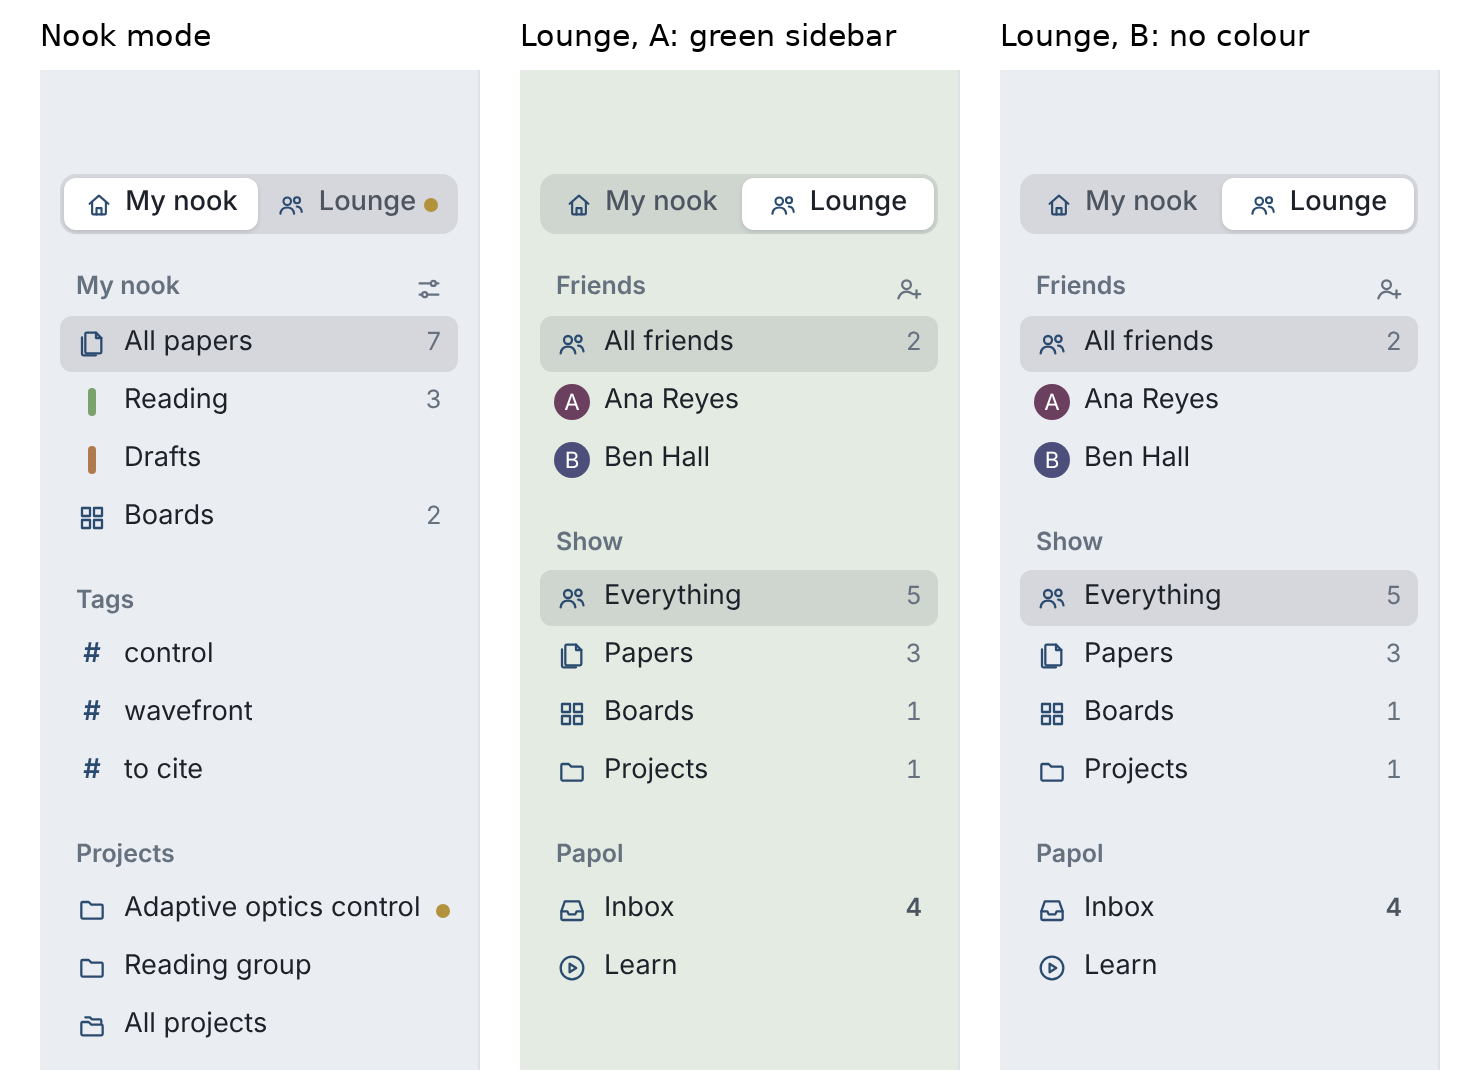 Nook mode
My nook
Lounge
My nook
All papers 7
Reading 3
Drafts
Boards 2
Tags
# control
# wavefront
# to cite
Projects
Adaptive optics control
Reading group
All projects
Lounge, A: green sidebar
My nook
Lounge
Friends
All friends 2
A Ana Reyes
B Ben Hall
Show
Everything 5
Papers 3
Boards 1
Projects 1
Papol
Inbox 4
Learn
Lounge, B: no colour
My nook
Lounge
Friends
All friends 2
A Ana Reyes
B Ben Hall
Show
Everything 5
Papers 3
Boards 1
Projects 1
Papol
Inbox 4
Learn